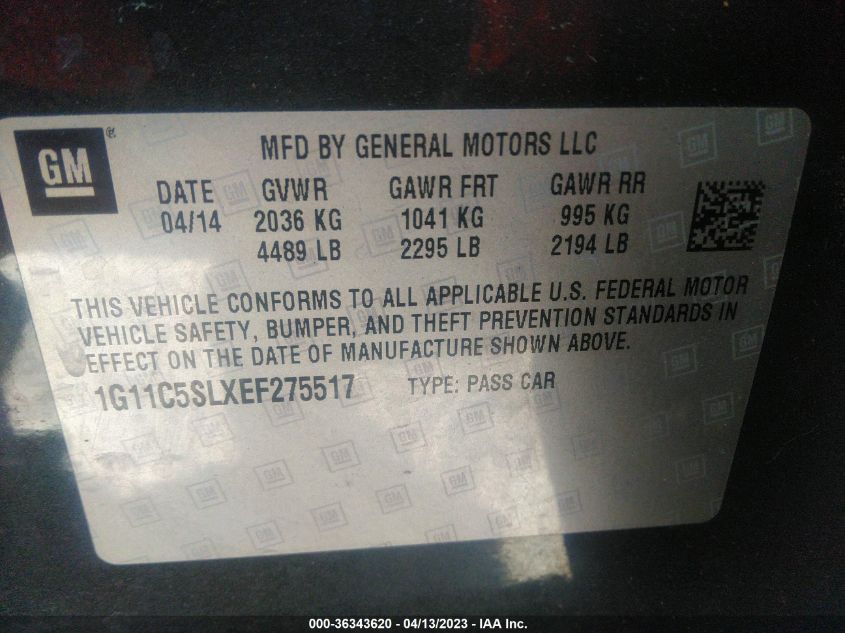 GM
MFD BY GENERAL MOTORS LLC
DATE GVWR GAWR FRT GAWR RR
04/14 2036 KG 1041 KG 995 KG
4489 LB 2295 LB 2194 LB
THIS VEHICLE CONFORMS TO ALL APPLICABLE U.S. FEDERAL MOTOR
VEHICLE SAFETY, BUMPER, AND THEFT PREVENTION STANDARDS IN
EFFECT ON THE DATE OF MANUFACTURE SHOWN ABOVE.
1G11C5SLXEF275517 TYPE: PASS CAR
000-36343620 - 04/13/2023 - IAA Inc.